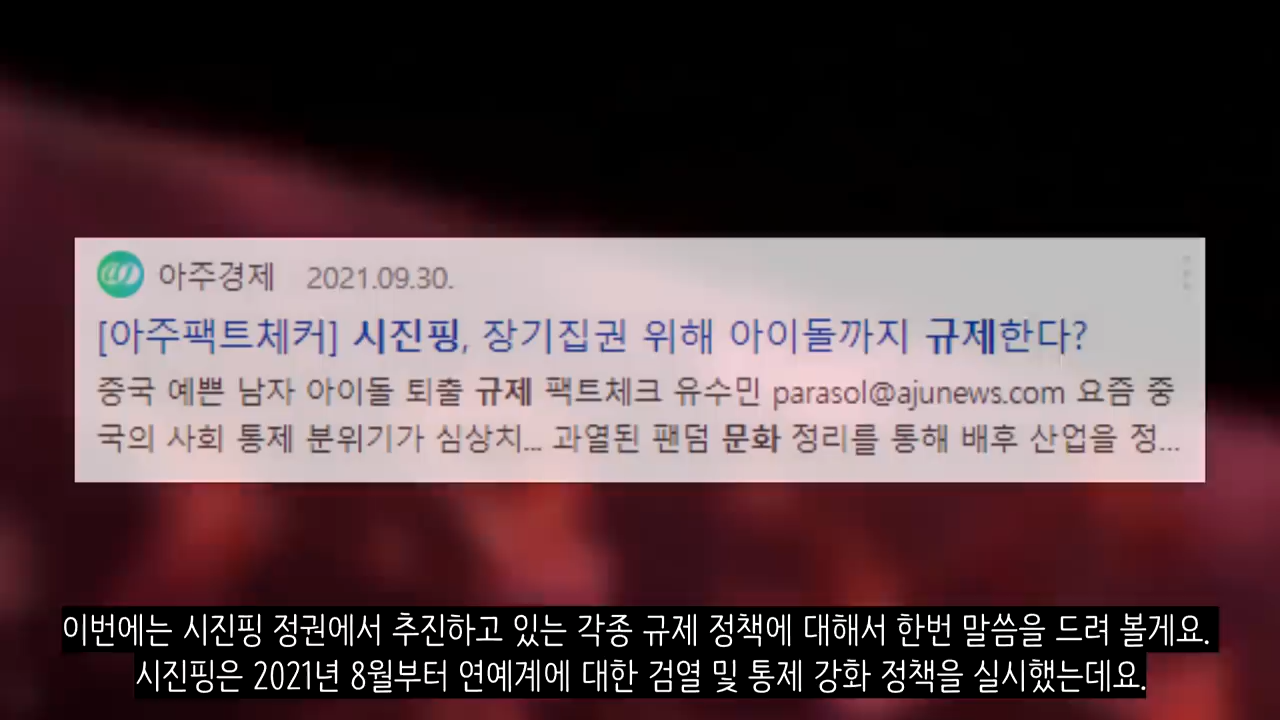 아주경제 2021.09.30.
[아주팩트체커] 시진핑, 장기집권 위해 아이돌까지 규제한다?
중국 예쁜 남자 아이돌 퇴출 규제 팩트체크 유수민 parasol@ajunews.com 요즘 중
국의 사회 통제 분위기가 심상치... 과열된 팬덤 문화 정리를 통해 배후 산업을 정...
이번에는 시진핑 정권에서 추진하고 있는 각종 규제 정책에 대해서 한번 말씀을 드려 볼게요.
시진핑은 2021년 8월부터 연예계에 대한 검열 및 통제 강화 정책을 실시했는데요.